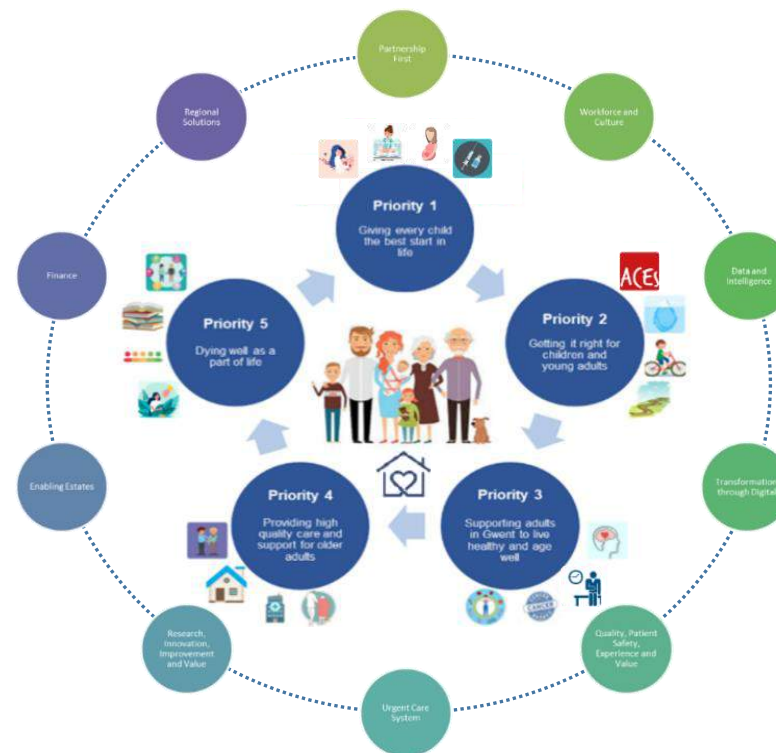 Partnership
First
Workforce and
Culture
Data and
Intelligence
Transformation
through Digital
Quality, Patient
Safety,
Experience and
Value
Urgent Care
System
Research,
Innovation,
Improvement
and Value
Enabling Estates
Finance
Regional
Solutions
Priority 1
Giving every child
the best start in
life
Priority 2
Getting it right for
children and
young adults
ACEs
Priority 3
Supporting adults
in Gwent to live
healthy and age
well
CANCER
Priority 4
Providing high
quality care and
support for older
adults
Priority 5
Dying well as a
part of life